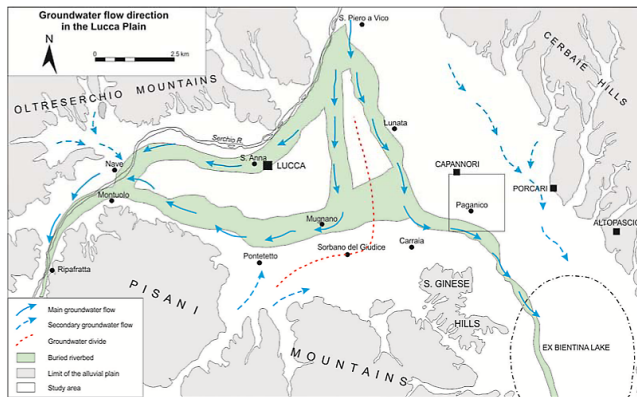 Groundwater flow direction
in the Lucca Plain
N
0
2.5 km
S. Piero a Vico
CERBAIE HILLS
OLTRESERCHIO MOUNTAINS
Serchio R.
Lunata
Nave
S. Anna
LUCCA
CAPANNORI
PORCARI
Montuolo
Paganico
ALTOPASCIO
Mugnano
Sorbano del Giudice
Carraia
Pontetetto
Ripafratta
PISANI
MOUNTAINS
S. GINESE
HILLS
EX BIENTINA LAKE
Main groundwater flow
Secondary groundwater flow
Groundwater divide
Buried riverbed
Limit of the alluvial plain
Study area